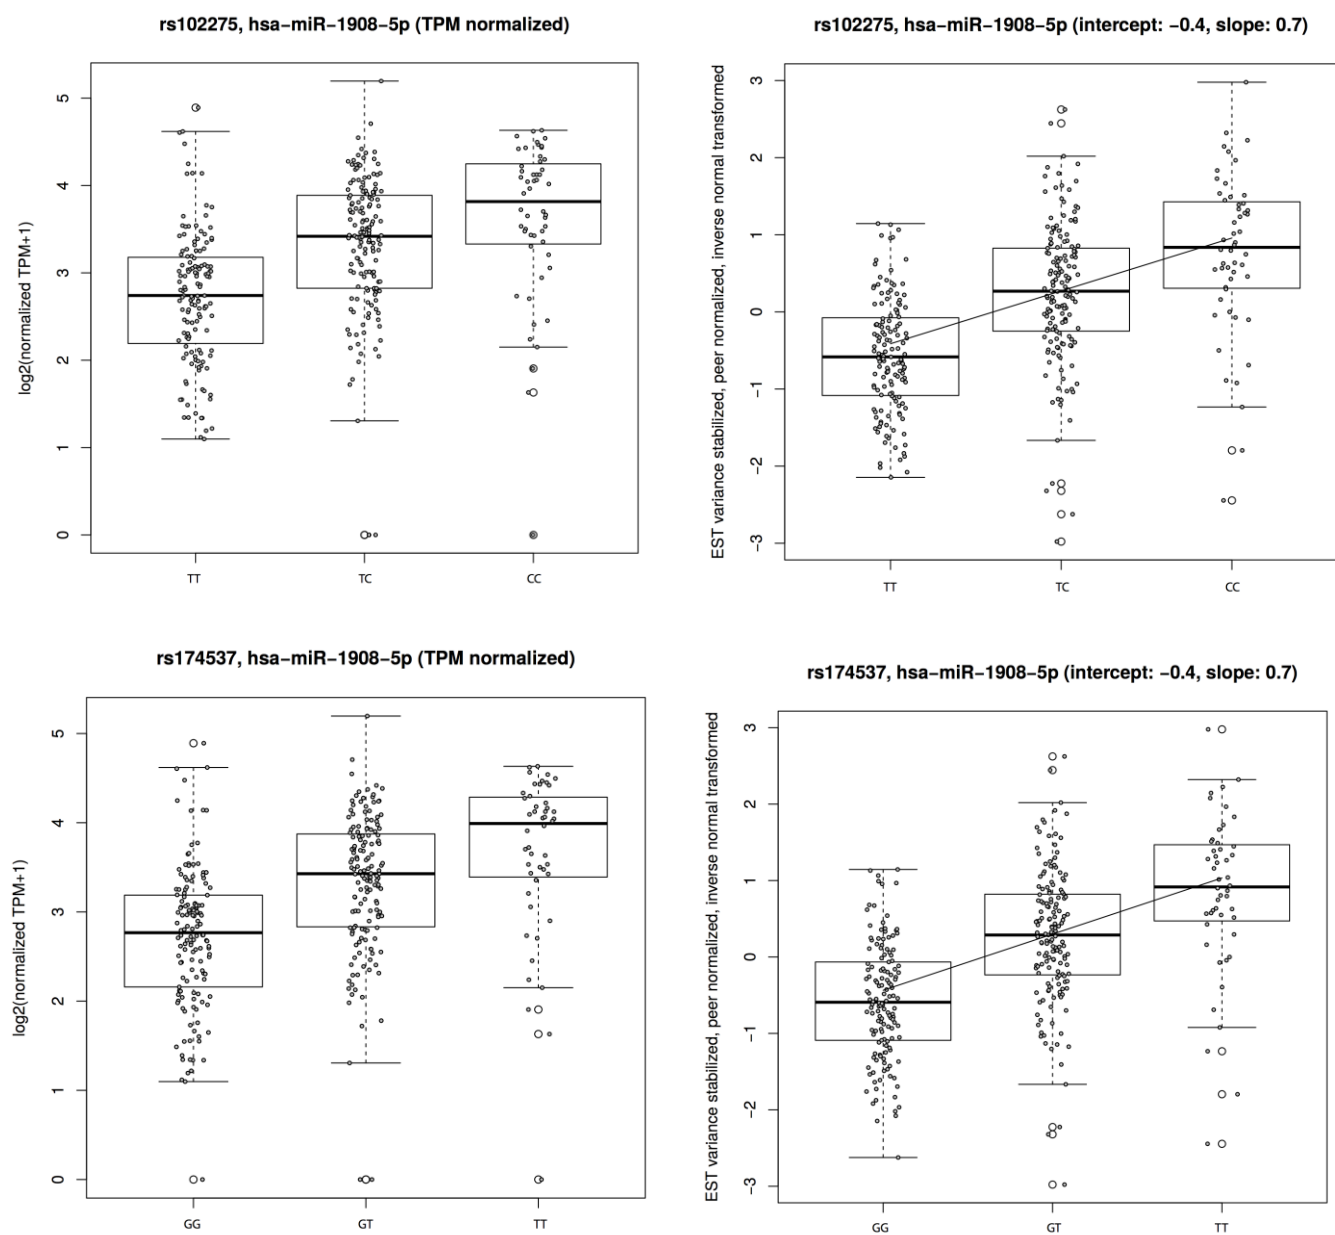 rs102275, hsa−miR−1908−5p (TPM normalized)
log2(normalized TPM+1)
5
4
3
2
1
0
TT
TC
CC
rs102275, hsa−miR−1908−5p (intercept: −0.4, slope: 0.7)
EST variance stabilized, peer normalized, inverse normal transformed
3
2
1
0
−1
−2
−3
TT
TC
CC
rs174537, hsa−miR−1908−5p (TPM normalized)
log2(normalized TPM+1)
5
4
3
2
1
0
GG
GT
TT
rs174537, hsa−miR−1908−5p (intercept: −0.4, slope: 0.7)
EST variance stabilized, peer normalized, inverse normal transformed
3
2
1
0
−1
−2
−3
GG
GT
TT